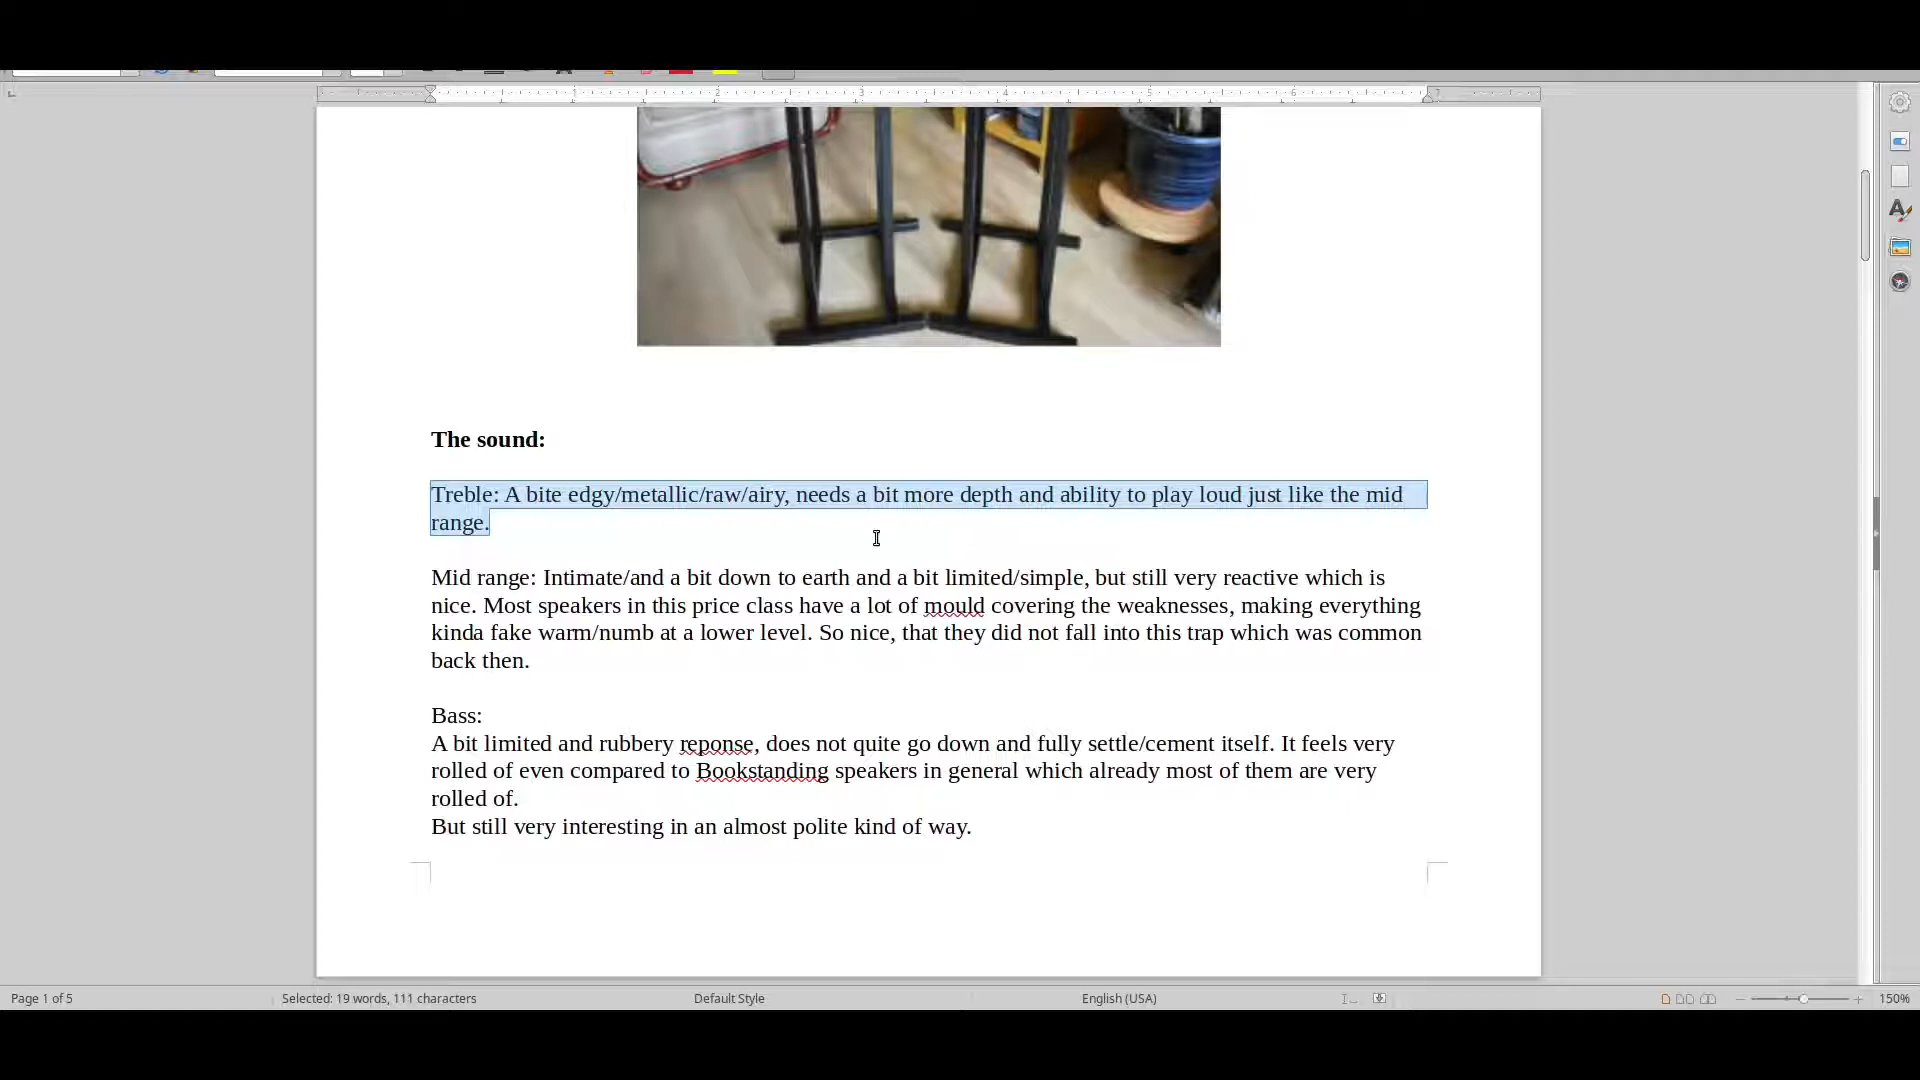 1
2
3
4
5
6
7
The sound:
Treble: A bite edgy/metallic/raw/airy, needs a bit more depth and ability to play loud just like the mid
range.
Mid range: Intimate/and a bit down to earth and a bit limited/simple, but still very reactive which is
nice. Most speakers in this price class have a lot of mould covering the weaknesses, making everything
kinda fake warm/numb at a lower level. So nice, that they did not fall into this trap which was common
back then.
Bass:
A bit limited and rubbery reponse, does not quite go down and fully settle/cement itself. It feels very
rolled of even compared to Bookstanding speakers in general which already most of them are very
rolled of.
But still very interesting in an almost polite kind of way.
Page 1 of 5 Selected: 19 words, 111 characters Default Style English (USA) 150%